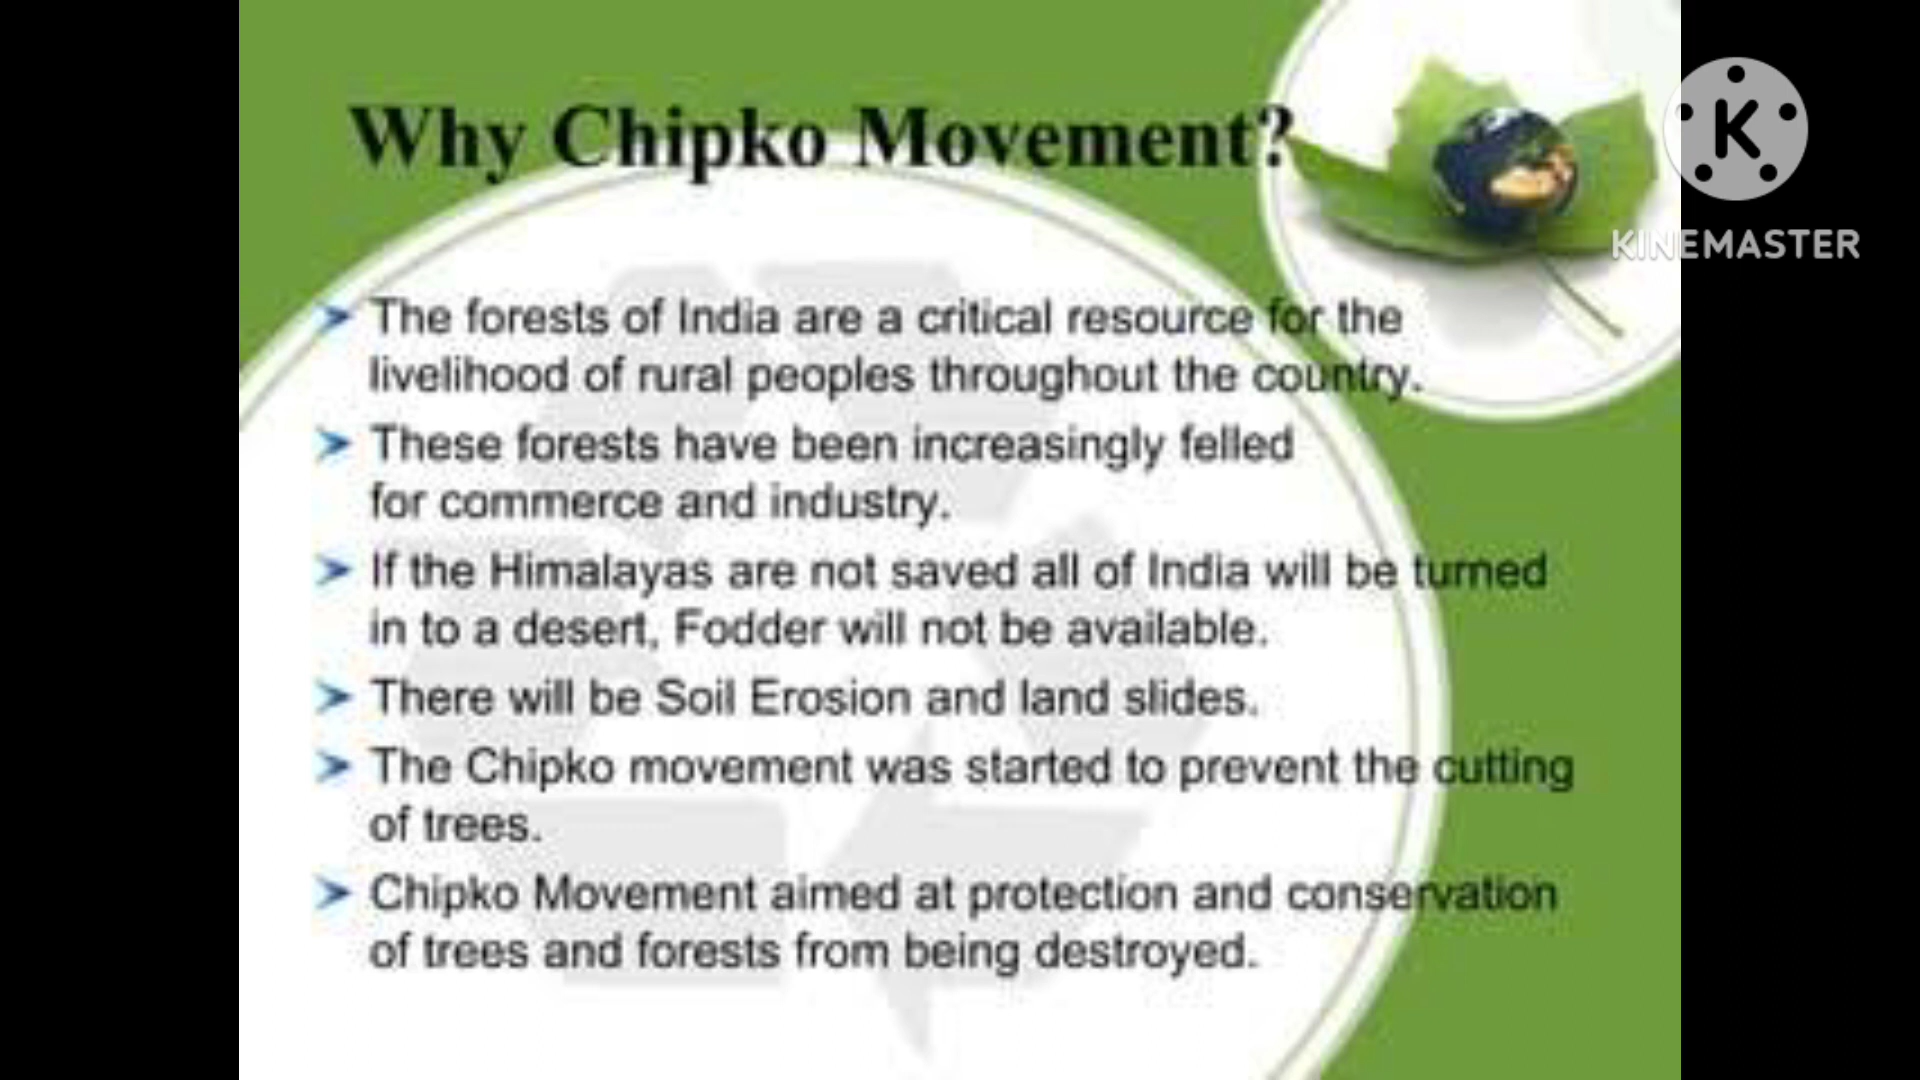 Why Chipko Movement?
K
KINEMASTER
The forests of India are a critical resource for the
livelihood of rural peoples throughout the country.
These forests have been increasingly felled
for commerce and industry.
If the Himalayas are not saved all of India will be turned
in to a desert, Fodder will not be available.
There will be Soil Erosion and land slides.
The Chipko movement was started to prevent the cutting
of trees.
Chipko Movement aimed at protection and conservation
of trees and forests from being destroyed.